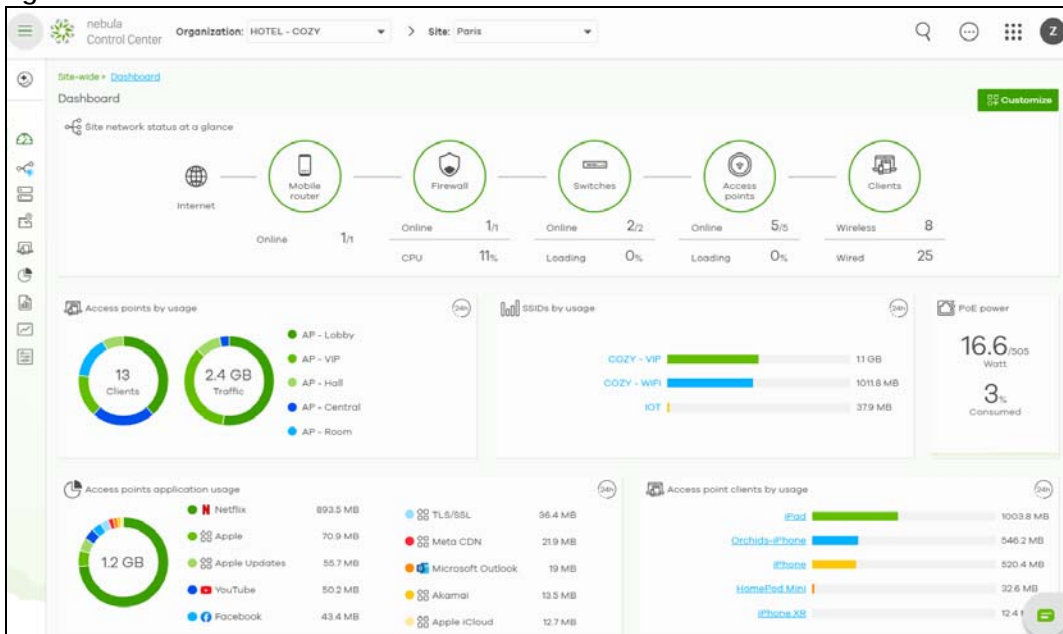 nebula
Control Center
Organization: HOTEL - COZY
Site: Paris
Z
Site-wide > Dashboard
Dashboard
Customize
Site network status at a glance
Internet
Mobile
router
Firewall
Switches
Access
points
Clients
Online 1/1
Online 1/1
CPU 11%
Online 2/2
Loading 0%
Online 5/5
Loading 0%
Wireless 8
Wired 25
Access points by usage
24h
13
Clients
2.4 GB
Traffic
AP - Lobby
AP - VIP
AP - Hall
AP - Central
AP - Room
SSIDs by usage
24h
COZY - VIP 1.1 GB
COZY - WIFI 1011.8 MB
IOT 37.9 MB
PoE power
16.6/505
Watt
3%
Consumed
Access points application usage
24h
1.2 GB
Netflix 893.5 MB
Apple 70.9 MB
Apple Updates 55.7 MB
YouTube 50.2 MB
Facebook 43.4 MB
TLS/SSL 36.4 MB
Meta CDN 21.9 MB
Microsoft Outlook 19 MB
Akamai 13.5 MB
Apple iCloud 12.7 MB
Access point clients by usage
24h
iPad 1003.8 MB
Orchids-iPhone 546.2 MB
iPhone 520.4 MB
HomePod Mini 32.6 MB
iPhone XR 12.4